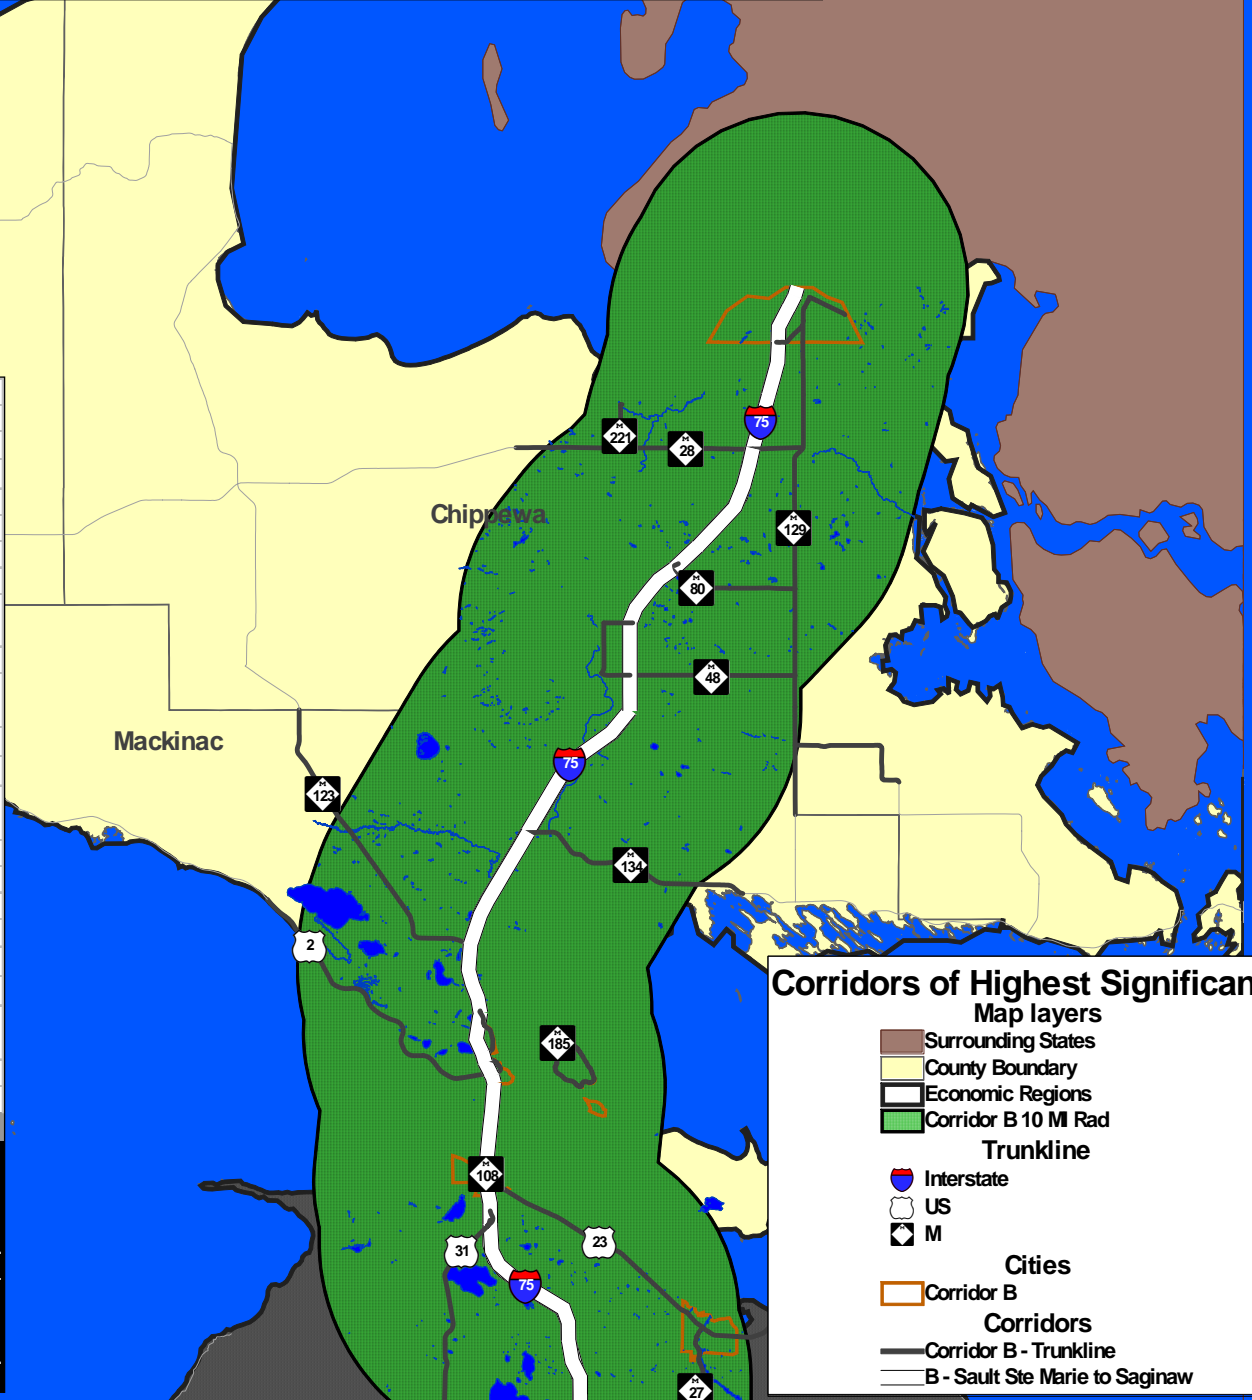 75
M
221
M
28
Chippewa
M
129
M
80
M
48
Mackinac
75
M
123
M
134
2
M
185
M
108
31
23
75
M
27
Corridors of Highest Significan
Map layers
Surrounding States
County Boundary
Economic Regions
Corridor B 10 MI Rad
Trunkline
Interstate
US
M
Cities
Corridor B
Corridors
Corridor B - Trunkline
B - Sault Ste Marie to Saginaw